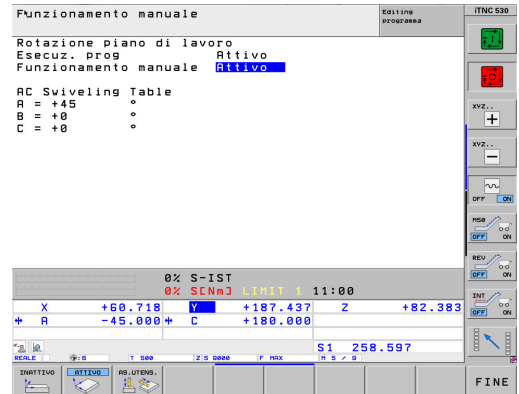 Funzionamento manuale
Editing
programma
iTNC 530
Rotazione piano di lavoro
Esecuz. prog Attivo
Funzionamento manuale Attivo
AC Swiveling Table
A = +45 °
B = +0 °
C = +0 °
XYZ..
+
XYZ..
−
OFF ON
M50
OFF ON
REV
OFF ON
INT
OFF ON
0% S-IST
0% S[Nm] LIMIT 1 11:00
X +60.718 Y +187.437 Z +82.383
A -45.000 C +180.000
S1 258.597
REALE : 8 T 500 Z S 9000 F MAX M 5 / 9
INATTIVO ATTIVO AS.UTENS. FINE